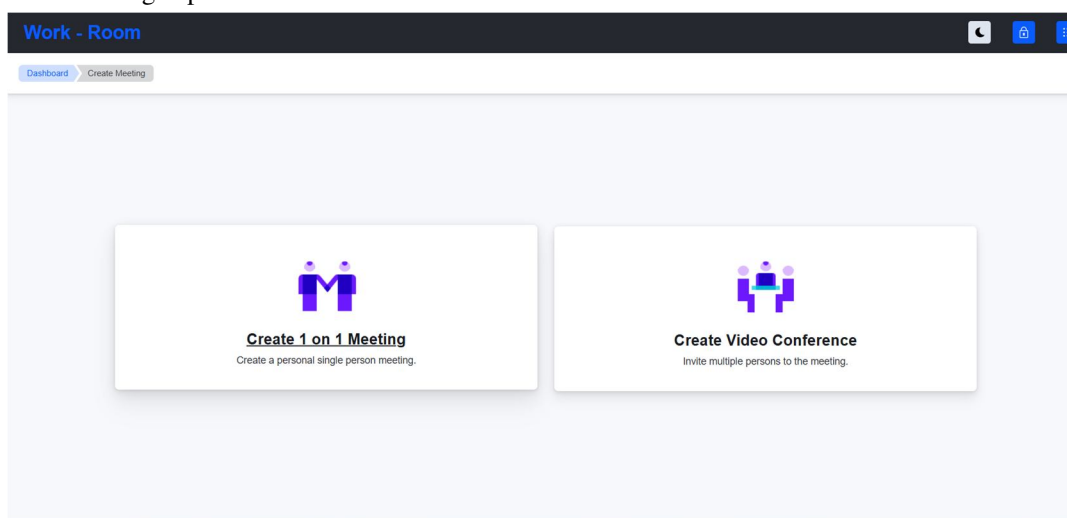 Work - Room
Dashboard
Create Meeting
Create 1 on 1 Meeting
Create a personal single person meeting.
Create Video Conference
Invite multiple persons to the meeting.